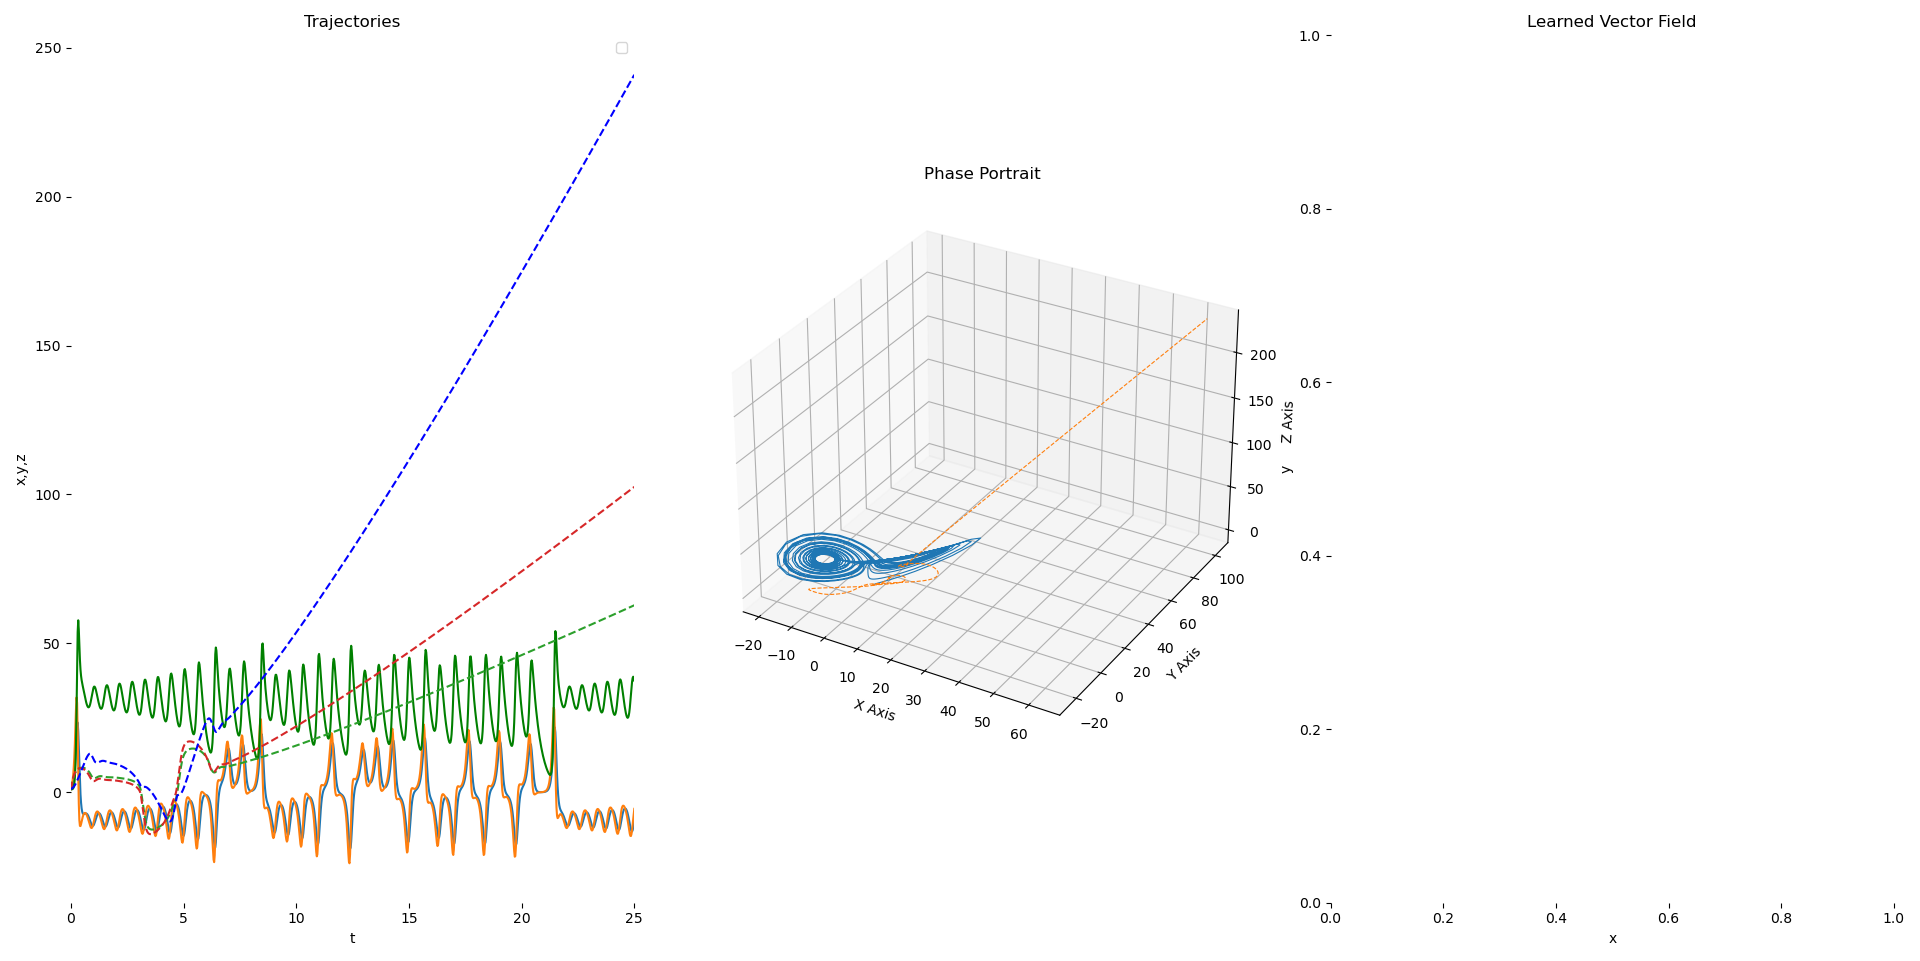 Trajectories
250
200
150
100
50
0
x,y,z
0 5 10 15 20 25
t
Phase Portrait
−20 −10 0 10 20 30 40 50 60
X Axis
−20 0 20 40 60 80 100
Y Axis
0 50 100 150 200
Z Axis
y
Learned Vector Field
1.0
0.8
0.6
0.4
0.2
0.0
0.0 0.2 0.4 0.6 0.8 1.0
x